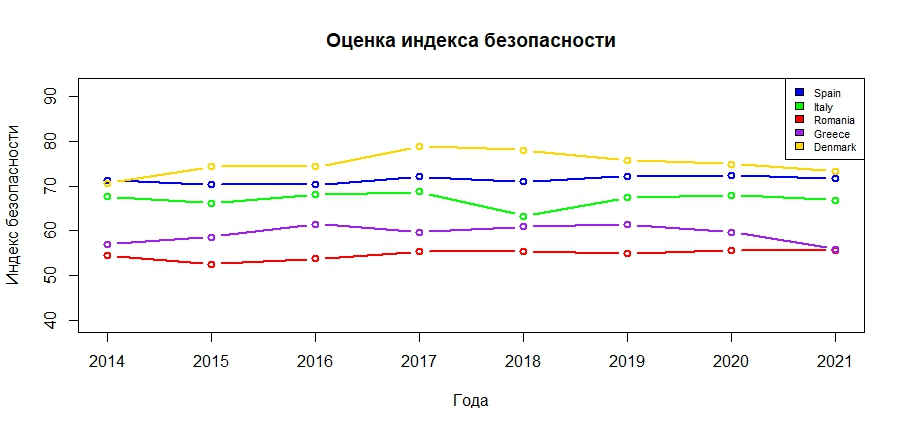 Оценка индекса безопасности
Spain
Italy
Romania
Greece
Denmark
Индекс безопасности
90
80
70
60
50
40
2014 2015 2016 2017 2018 2019 2020 2021
Года